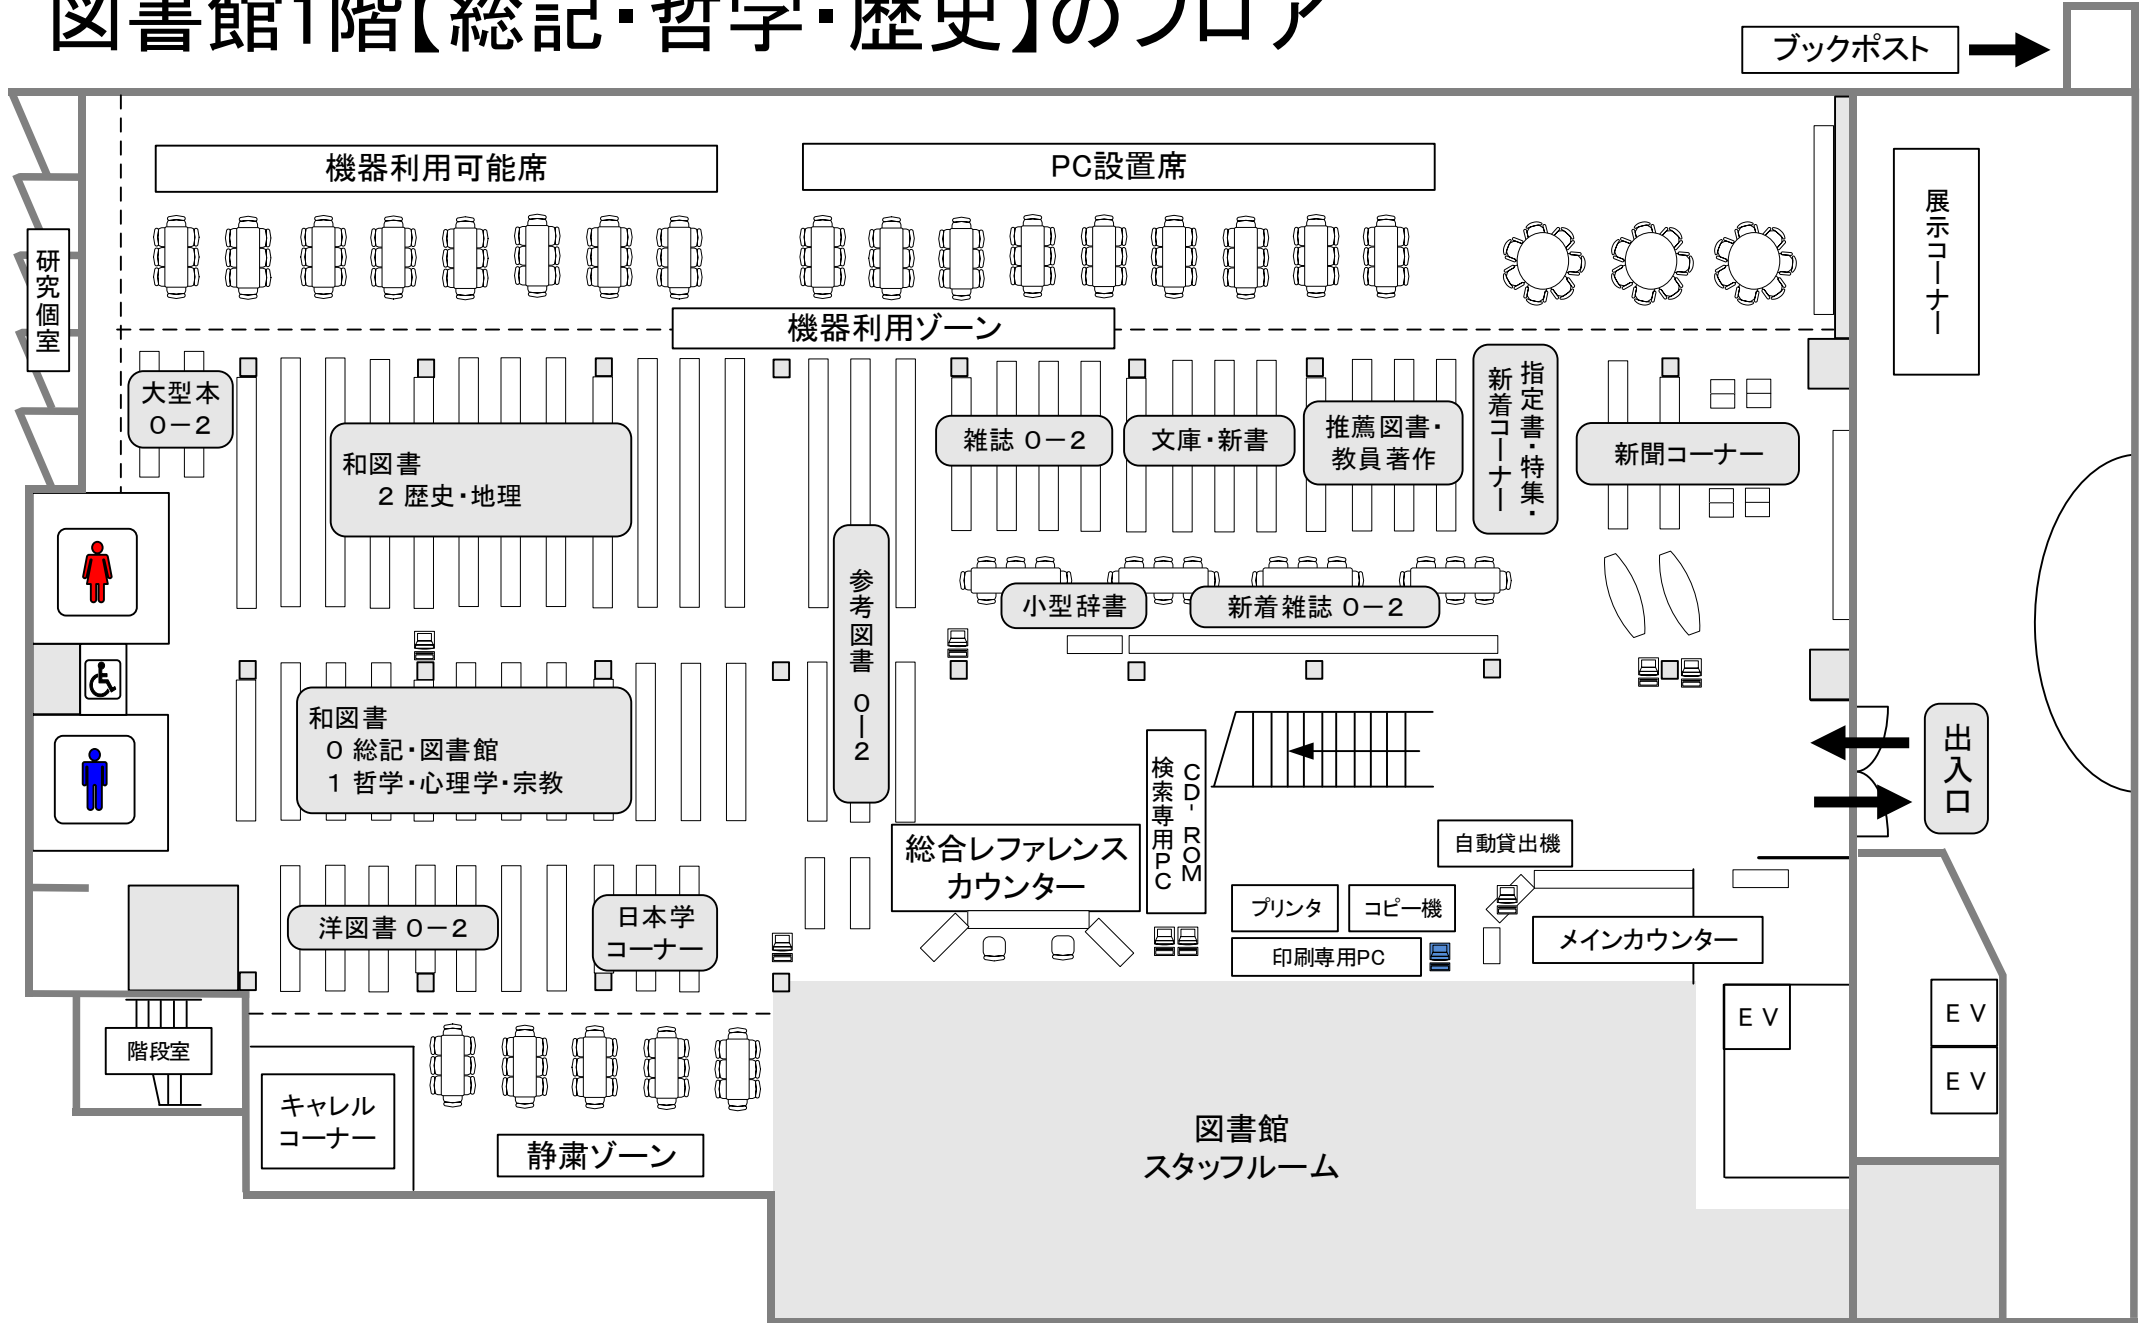 図書館1階【総記・哲学・歴史】のフロア
ブックポスト
機器利用可能席
PC設置席
展示コーナー
研究個室
機器利用ゾーン
大型本
０－２
和図書
２ 歴史・地理
雑誌 ０－２
文庫・新書
推薦図書・
教員著作
指定書・特集・
新着コーナー
新聞コーナー
参考図書 ０－２
小型辞書
新着雑誌 ０－２
和図書
０ 総記・図書館
１ 哲学・心理学・宗教
出入口
CD-ROM
検索専用PC
総合レファレンス
カウンター
自動貸出機
プリンタ
コピー機
印刷専用PC
メインカウンター
洋図書 ０－２
日本学
コーナー
階段室
キャレル
コーナー
静粛ゾーン
図書館
スタッフルーム
ＥＶ
ＥＶ
ＥＶ